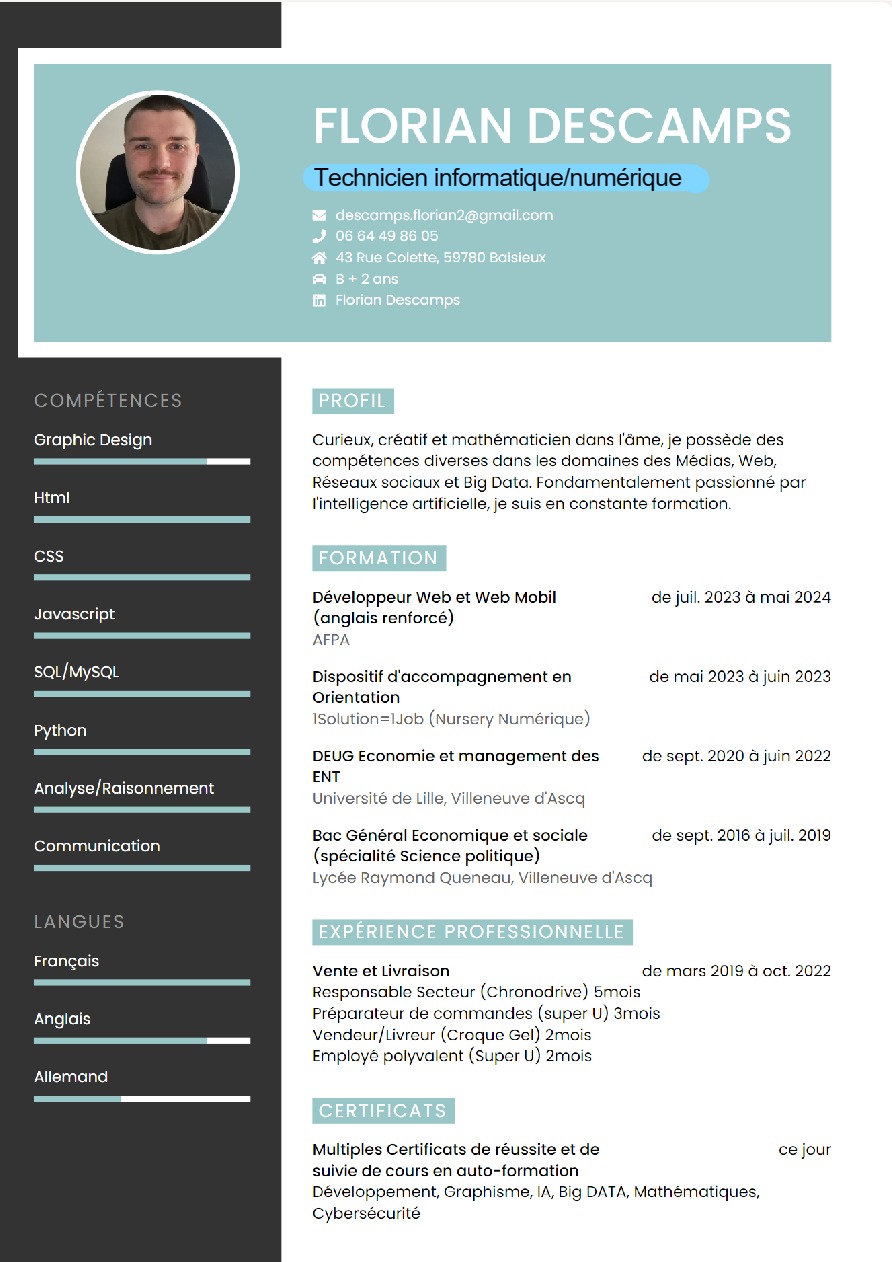 FLORIAN DESCAMPS
Technicien informatique/numérique
descamps.florian2@gmail.com
06 64 49 86 05
43 Rue Colette, 59780 Baisieux
B + 2 ans
Florian Descamps
COMPÉTENCES
Graphic Design
Html
CSS
Javascript
SQL/MySQL
Python
Analyse/Raisonnement
Communication
LANGUES
Français
Anglais
Allemand
PROFIL
Curieux, créatif et mathématicien dans l'âme, je possède des
compétences diverses dans les domaines des Médias, Web,
Réseaux sociaux et Big Data. Fondamentalement passionné par
l'intelligence artificielle, je suis en constante formation.
FORMATION
Développeur Web et Web Mobil de juil. 2023 à mai 2024
(anglais renforcé)
AFPA
Dispositif d'accompagnement en de mai 2023 à juin 2023
Orientation
1Solution=1Job (Nursery Numérique)
DEUG Economie et management des de sept. 2020 à juin 2022
ENT
Université de Lille, Villeneuve d'Ascq
Bac Général Economique et sociale de sept. 2016 à juil. 2019
(spécialité Science politique)
Lycée Raymond Queneau, Villeneuve d'Ascq
EXPÉRIENCE PROFESSIONNELLE
Vente et Livraison de mars 2019 à oct. 2022
Responsable Secteur (Chronodrive) 5mois
Préparateur de commandes (super U) 3mois
Vendeur/Livreur (Croque Gel) 2mois
Employé polyvalent (Super U) 2mois
CERTIFICATS
Multiples Certificats de réussite et de ce jour
suivie de cours en auto-formation
Développement, Graphisme, IA, Big DATA, Mathématiques,
Cybersécurité